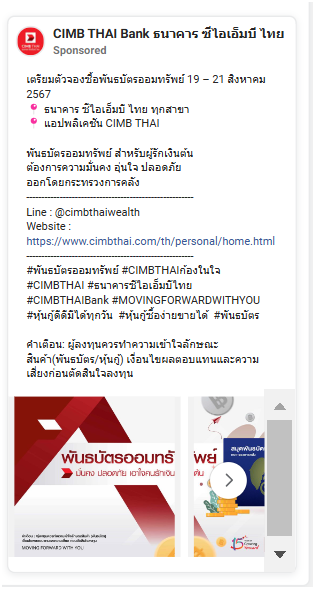 CIMB THAI Bank ธนาคาร ซีไอเอ็มบี ไทย
Sponsored
เตรียมตัวจองซื้อพันธบัตรออมทรัพย์ 19 – 21 สิงหาคม
2567
📍 ธนาคาร ซีไอเอ็มบี ไทย ทุกสาขา
📍 แอปพลิเคชัน CIMB THAI
พันธบัตรออมทรัพย์ สำหรับผู้รักเงินต้น
ต้องการความมั่นคง อุ่นใจ ปลอดภัย
ออกโดยกระทรวงการคลัง
--------------------------------------------------
Line : @cimbthaiwealth
Website :
https://www.cimbthai.com/th/personal/home.html
--------------------------------------------------
#พันธบัตรออมทรัพย์ #CIMBTHAIก้องในใจ
#CIMBTHAI #ธนาคารซีไอเอ็มบีไทย
#CIMBTHAIBank #MOVINGFORWARDWITHYOU
#หุ้นกู้ดีดีมีได้ทุกวัน #หุ้นกู้ซื้อง่ายขายได้ #พันธบัตร
คำเตือน: ผู้ลงทุนควรทำความเข้าใจลักษณะ
สินค้า(พันธบัตร/หุ้นกู้) เงื่อนไขผลตอบแทนและความ
เสี่ยงก่อนตัดสินใจลงทุน
พันธบัตรออมทรั
มั่นคง ปลอดภัย เอาใจคนรักเงิน
MOVING FORWARD WITH YOU
พย์
ต้น
สมุดพันธบัตร
15